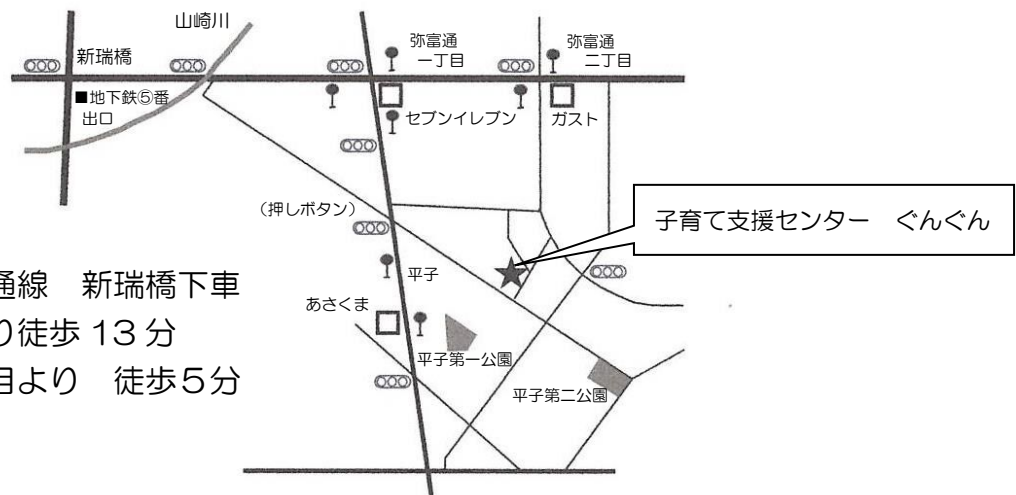 山崎川
新瑞橋
弥富通
一丁目
弥富通
二丁目
■地下鉄⑤番
出口
セブンイレブン
ガスト
（押しボタン）
子育て支援センター　ぐんぐん
平子
通線　新瑞橋下車
あさくま
り徒歩 13 分
平子第一公園
目より　徒歩５分
平子第二公園